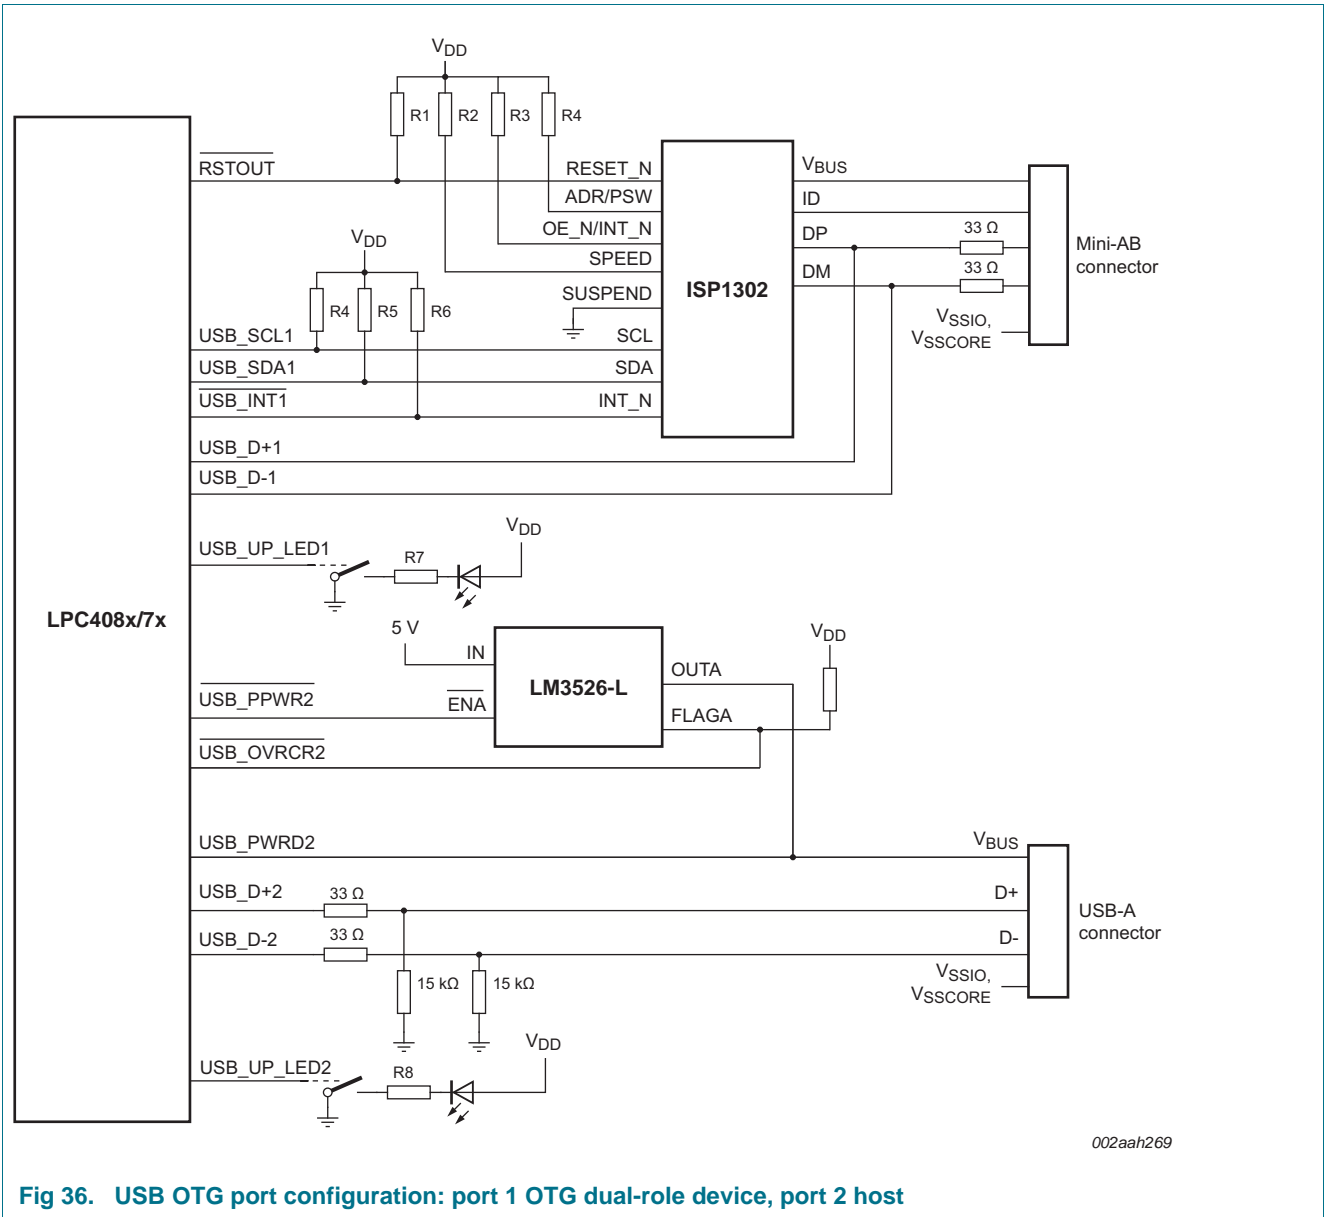 VDD
R1 R2 R3 R4
RSTOUT
RESET_N
ADR/PSW
OE_N/INT_N
SPEED
SUSPEND
SCL
SDA
INT_N
ISP1302
VBUS
ID
DP
DM
33 Ω
33 Ω
Mini-AB
connector
VSSIO,
VSSCORE
VDD
R4 R5 R6
USB_SCL1
USB_SDA1
USB_INT1
USB_D+1
USB_D-1
USB_UP_LED1
R7
VDD
LPC408x/7x
5 V
IN
ENA
LM3526-L
OUTA
FLAGA
VDD
USB_PPWR2
USB_OVRCR2
USB_PWRD2
USB_D+2
33 Ω
USB_D-2
33 Ω
15 kΩ
15 kΩ
VBUS
D+
D-
USB-A
connector
VSSIO,
VSSCORE
USB_UP_LED2
R8
VDD
002aah269
Fig 36. USB OTG port configuration: port 1 OTG dual-role device, port 2 host